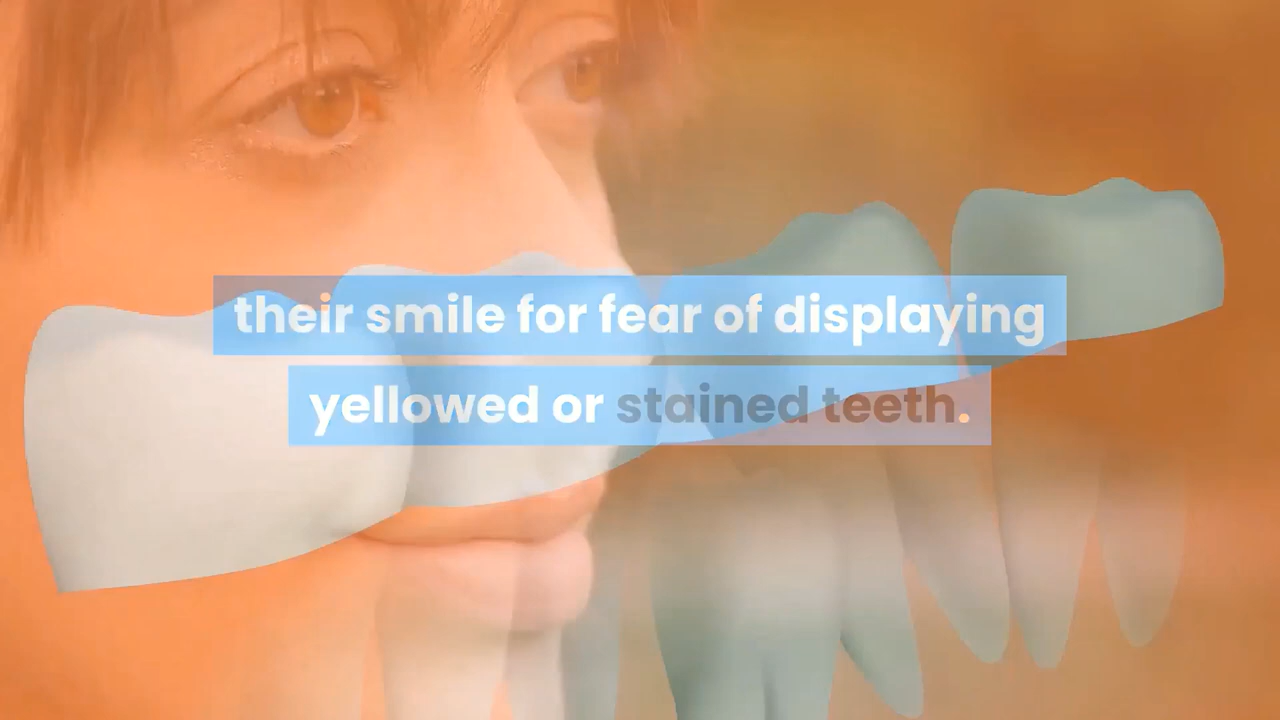 their smile for fear of displaying
yellowed or stained teeth.